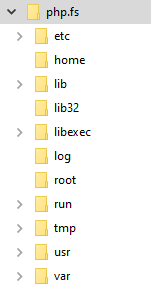 php.fs
etc
home
lib
lib32
libexec
log
root
run
tmp
usr
var